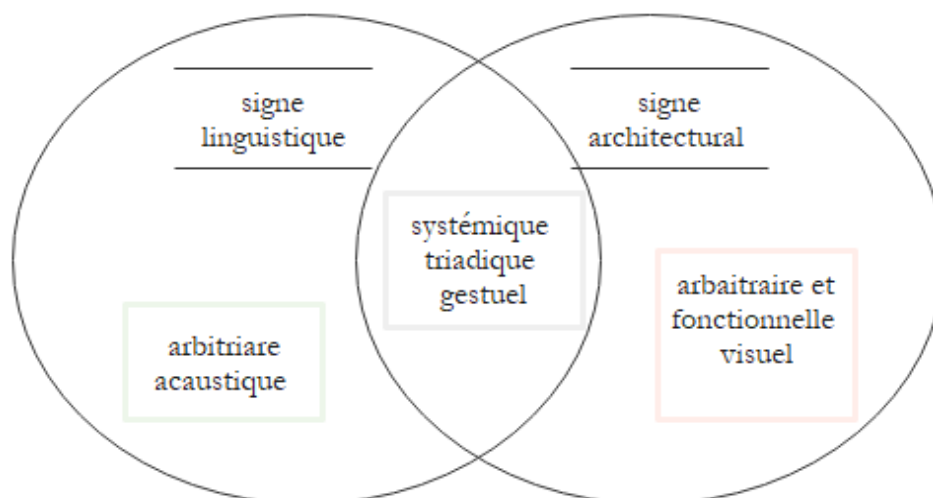 signe
linguistique
signe
architectural
systémique
triadique
gestuel
arbaitraire et
fonctionnelle
visuel
arbitriare
acaustique